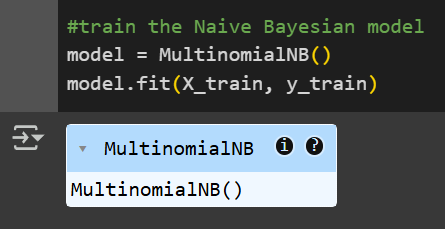 #train the Naive Bayesian model
model = MultinomialNB()
model.fit(X_train, y_train)
MultinomialNB i ?
MultinomialNB()